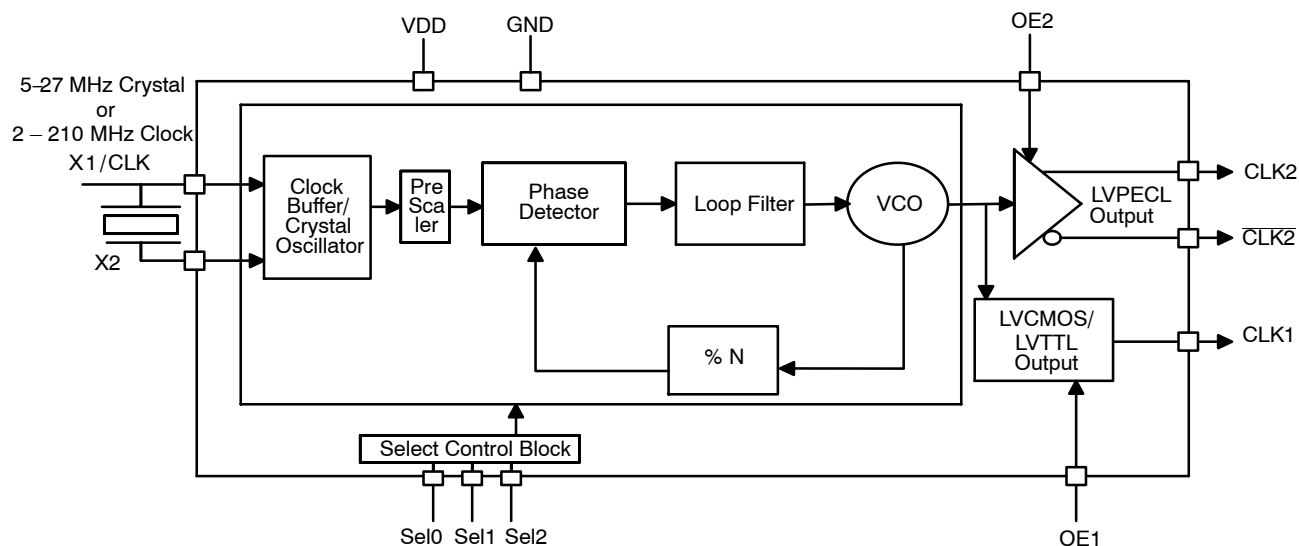 VDD
GND
OE2
5–27 MHz Crystal
or
2 – 210 MHz Clock
X1/CLK
X2
Clock
Buffer/
Crystal
Oscillator
Pre
Sca
ler
Phase
Detector
Loop Filter
VCO
% N
LVPECL
Output
CLK2
C̅L̅K̅2̅
LVCMOS/
LVTTL
Output
CLK1
Select Control Block
Sel0
Sel1
Sel2
OE1